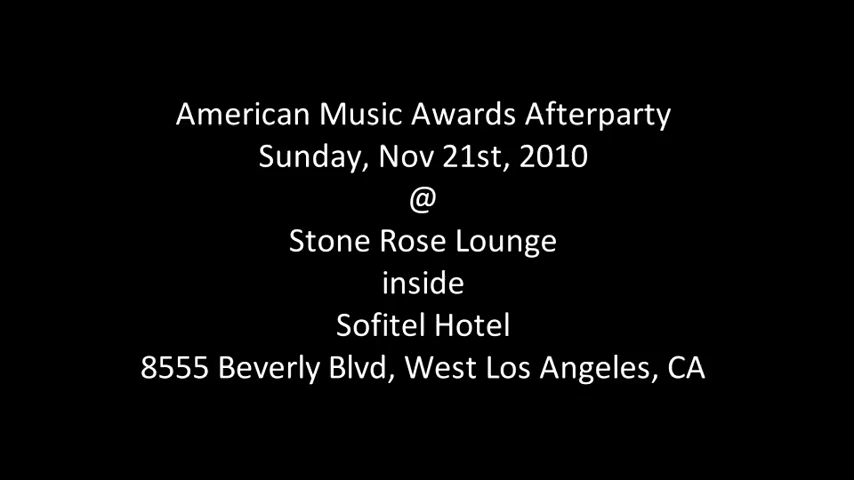 American Music Awards Afterparty
Sunday, Nov 21st, 2010
@
Stone Rose Lounge
inside
Sofitel Hotel
8555 Beverly Blvd, West Los Angeles, CA